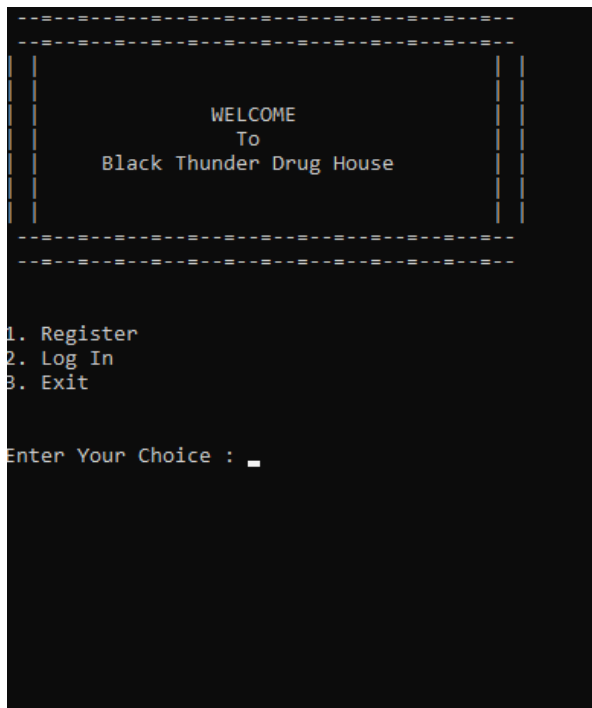 --=--=--=--=--=--=--=--=--=--=--=--=--=--
--=--=--=--=--=--=--=--=--=--=--=--=--=--
| | | |
| | | |
| | WELCOME | |
| | To | |
| | Black Thunder Drug House | |
| | | |
| | | |
--=--=--=--=--=--=--=--=--=--=--=--=--=--
--=--=--=--=--=--=--=--=--=--=--=--=--=--
1. Register
2. Log In
3. Exit
Enter Your Choice : _